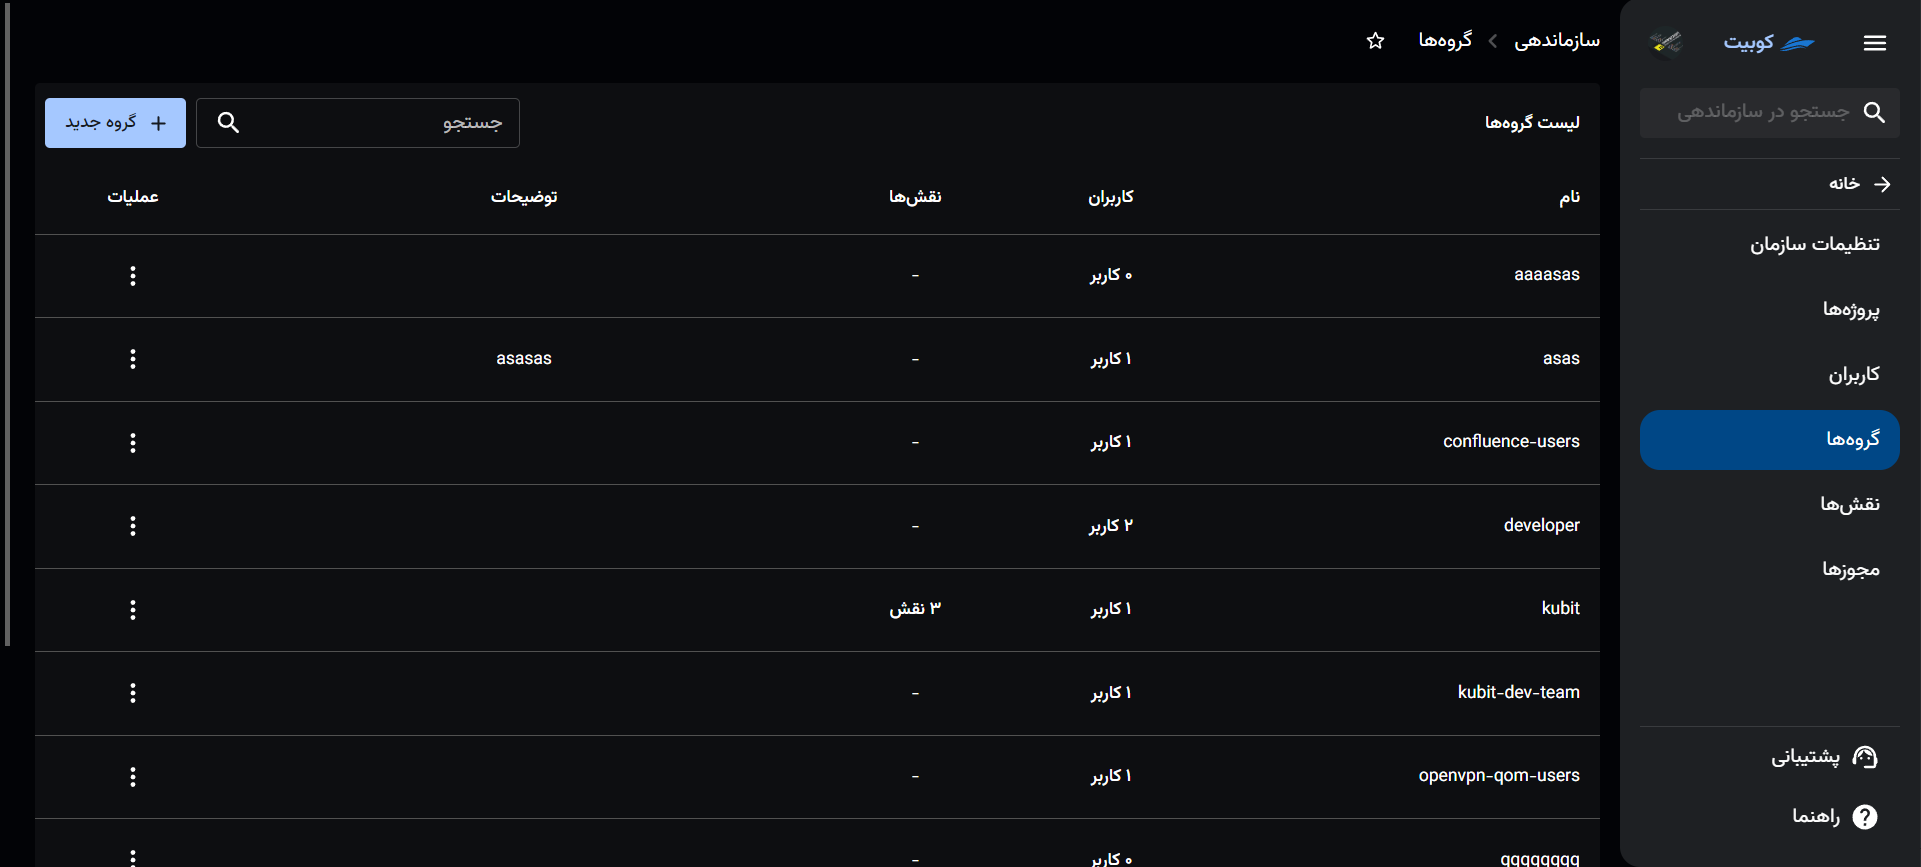 کوبیت
جستجو در سازماندهی
خانه
تنظیمات سازمان
پروژه‌ها
کاربران
گروه‌ها
نقش‌ها
مجوزها
پشتیبانی
راهنما
سازماندهی
گروه‌ها
لیست گروه‌ها
جستجو
گروه جدید +
نام کاربران نقش‌ها توضیحات عملیات
aaaasas ۰ کاربر -
asas ۱ کاربر - asasas
confluence-users ۱ کاربر -
developer ۲ کاربر -
kubit ۱ کاربر ۳ نقش
kubit-dev-team ۱ کاربر -
openvpn-qom-users ۱ کاربر -
qqqqqqqq ۰ کاربر -